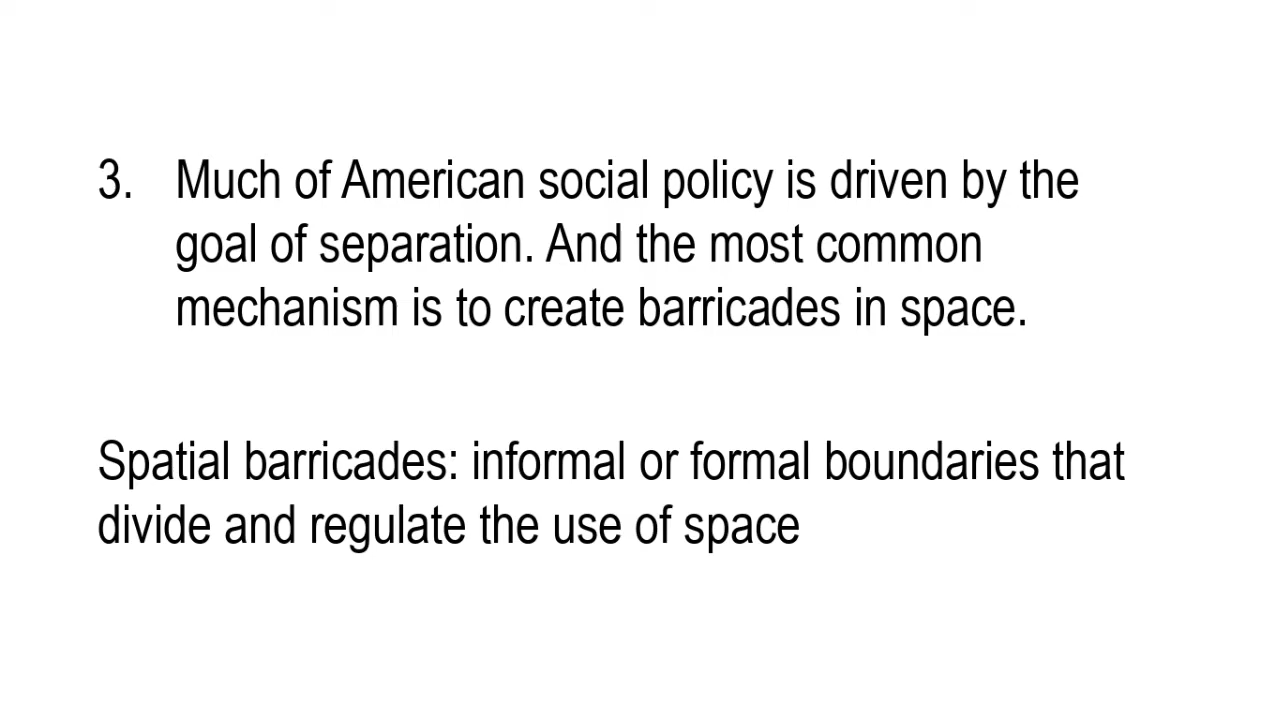 3. Much of American social policy is driven by the
goal of separation. And the most common
mechanism is to create barricades in space.
Spatial barricades: informal or formal boundaries that
divide and regulate the use of space